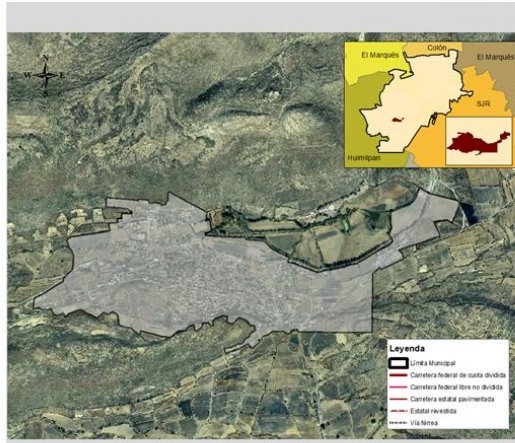 N
W E
S
Colón
El Marqués
El Marqués
SJR
Huimilpan
Leyenda
Límite Municipal
Carretera federal de cuota dividida
Carretera federal libre no dividida
Carretera estatal pavimentada
Estatal revestida
Vía férrea